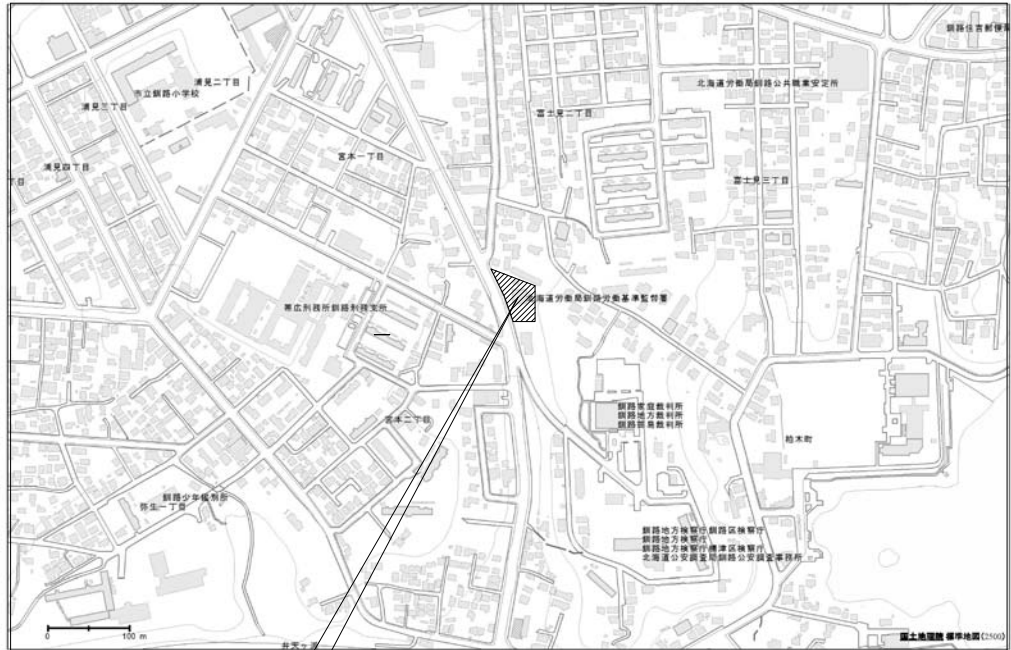 釧路住吉郵便局
浦見二丁目
市立釧路小学校
浦見三丁目
北海道労働局釧路公共職業安定所
富士見二丁目
宮本一丁目
浦見四丁目
丁目
富士見三丁目
北海道労働局釧路労働基準監督署
帯広刑務所釧路刑務支所
釧路家庭裁判所
釧路地方裁判所
釧路簡易裁判所
宮本二丁目
柏木町
釧路少年鑑別所
弥生一丁目
釧路地方検察庁釧路区検察庁
釧路地方検察庁
釧路地方検察庁標津区検察庁
北海道公安調査局釧路公安調査事務所
0 100 m
弁天ヶ浜
国土地理院 標準地図(2500)